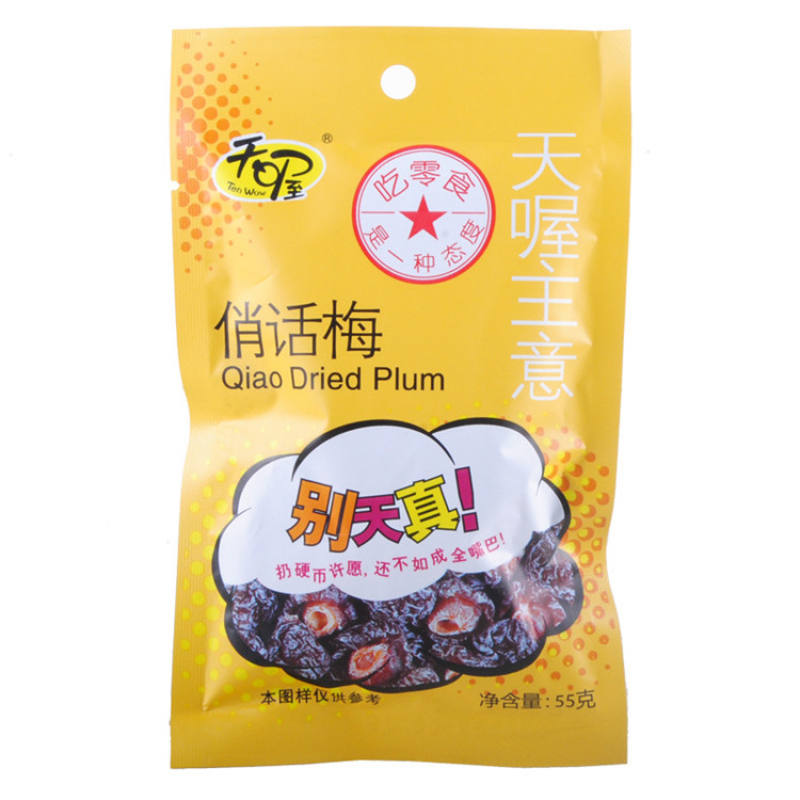 天喔
®
Ten Wow
吃零食
是一种态度
天喔主意
俏话梅
Qiao Dried Plum
别天真!
扔硬币许愿,还不如成全嘴巴!
本图样仅供参考
净含量: 55克